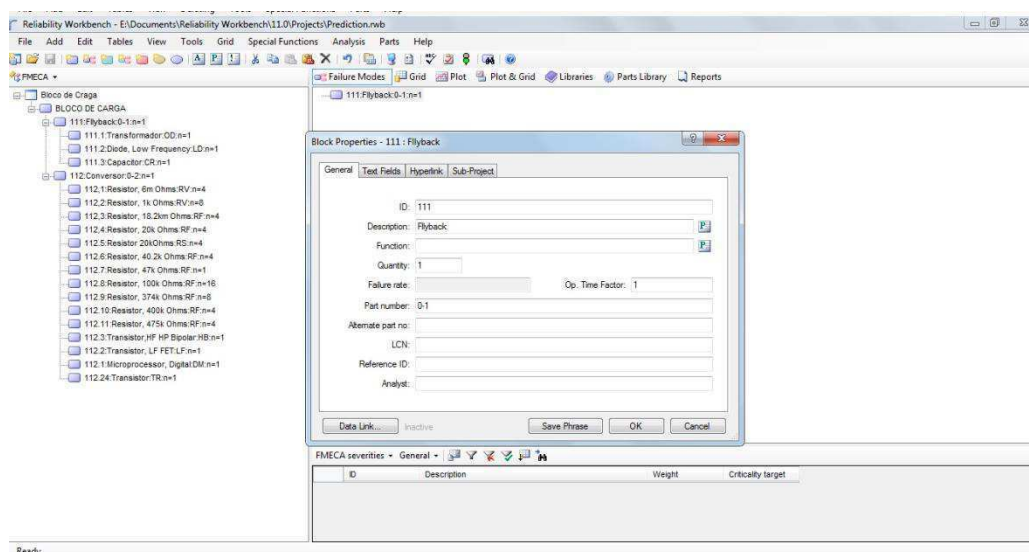 Reliability Workbench - E:\Documents\Reliability Workbench\11.0\Projects\Prediction.rwb
File Add Edit Tables View Tools Grid Special Functions Analysis Parts Help
FMECA
Failure Modes Grid Plot Plot & Grid Libraries Parts Library Reports
Bloco de Craga
BLOCO DE CARGA
111:Fllyback:0-1:n=1
111.1:Transformador:OD:n=1
111.2:Diode, Low Frequency:LD:n=1
111.3:Capacitor:CR:n=1
112:Conversor:0-2:n=1
112,1:Resistor, 6m Ohms:RV:n=4
112,2:Resistor, 1k Ohms:RV:n=8
112,3:Resistor, 18.2km Ohms:RF:n=4
112,4:Resistor, 20k Ohms:RF:n=4
112.5:Resistor 20kOhms:RS:n=4
112.6:Resistor, 40.2k Ohms:RF:n=4
112.7:Resistor, 47k Ohms:RF:n=1
112.8:Resistor, 100k Ohms:RF:n=16
112.9:Resistor, 374k Ohms:RF:n=8
112.10:Resistor, 400k Ohms:RF:n=4
112.11:Resistor, 475k Ohms:RF:n=4
112.3:Transistor,HF HP Bipolar:HB:n=1
112.2:Transistor, LF FET:LF:n=1
112.1:Microprocessor, Digital:DM:n=1
112.24:Transistor:TR:n=1
111:Fllyback:0-1:n=1
Block Properties - 111 : Fllyback
General Text Fields Hyperlink Sub-Project
ID: 111
Description: Fllyback
Function:
Quantity: 1
Failure rate: Op. Time Factor: 1
Part number: 0-1
Alternate part no:
LCN:
Reference ID:
Analyst:
Data Link... Inactive Save Phrase OK Cancel
FMECA severities General
ID Description Weight Criticality target
Ready